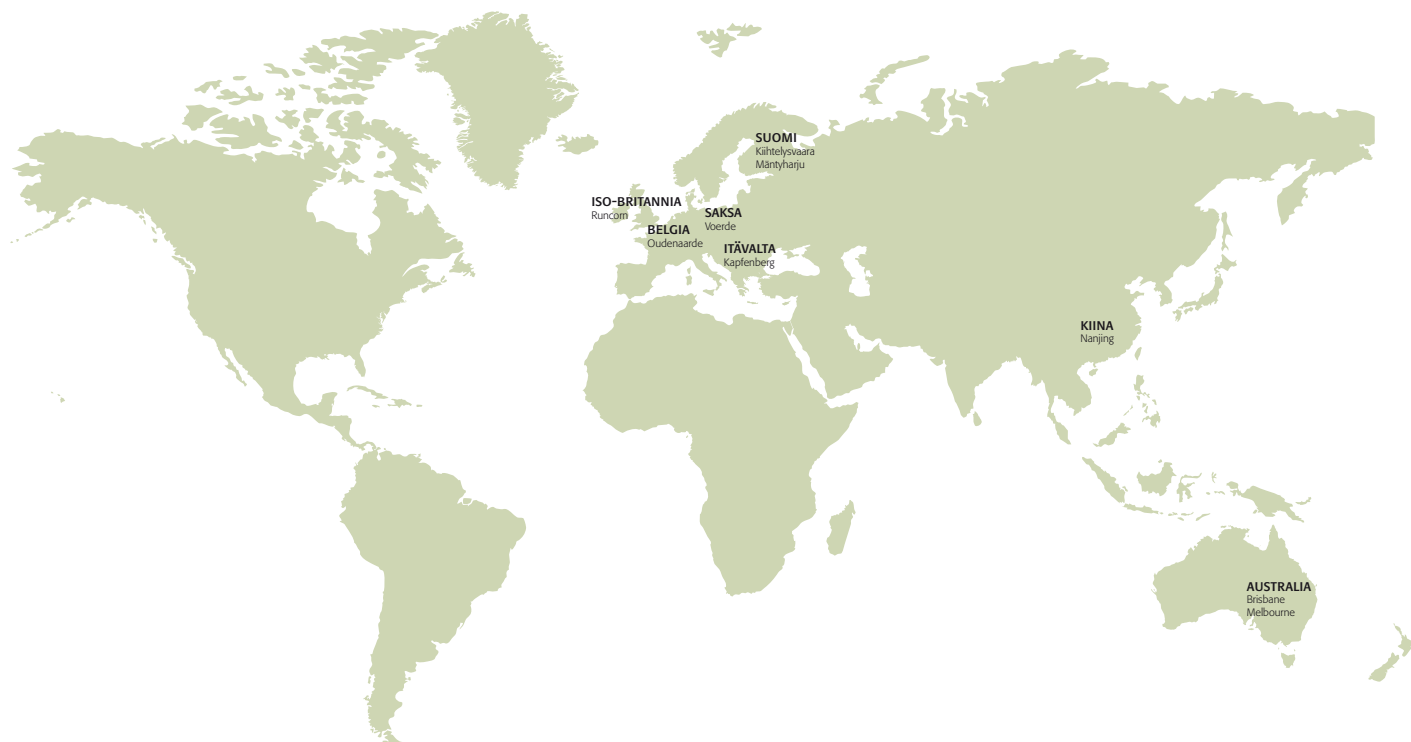 SUOMI
Kiihtelysvaara
Mäntyharju
ISO-BRITANNIA
Runcorn
SAKSA
Voerde
BELGIA
Oudenaarde
ITÄVALTA
Kapfenberg
KIINA
Nanjing
AUSTRALIA
Brisbane
Melbourne